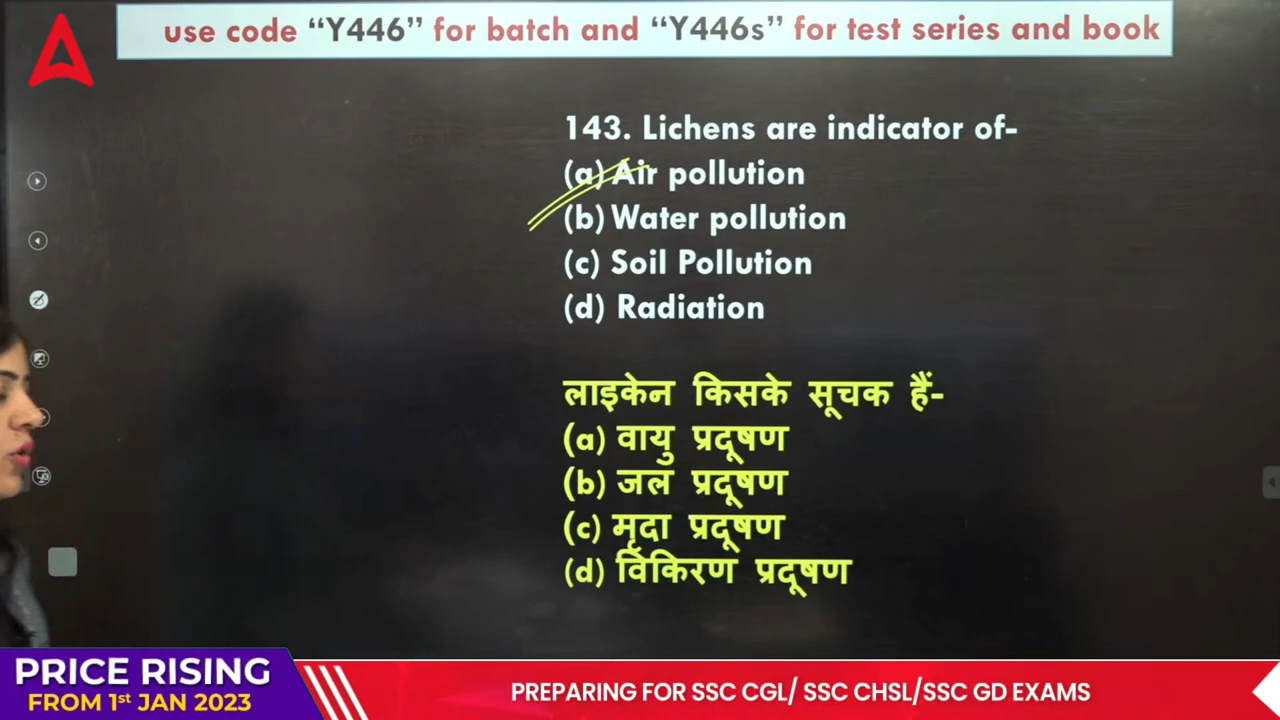 use code “Y446” for batch and “Y446s” for test series and book
143. Lichens are indicator of-
(a) Air pollution
(b) Water pollution
(c) Soil Pollution
(d) Radiation
लाइकेन किसके सूचक हैं-
(a) वायु प्रदूषण
(b) जल प्रदूषण
(c) मृदा प्रदूषण
(d) विकिरण प्रदूषण
PRICE RISING
FROM 1st JAN 2023
PREPARING FOR SSC CGL/ SSC CHSL/SSC GD EXAMS